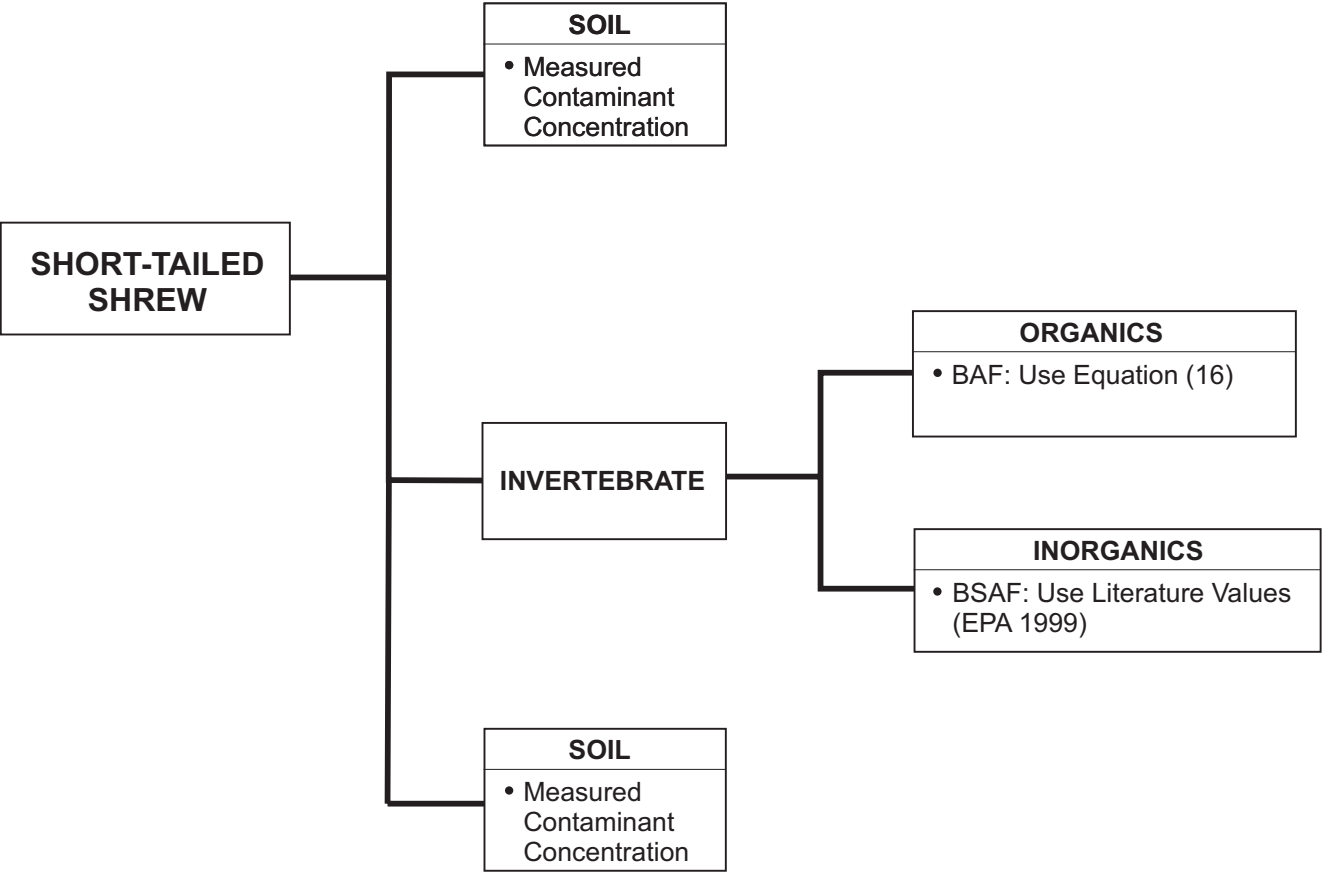 SOIL
• Measured
Contaminant
Concentration
SHORT-TAILED
SHREW
ORGANICS
• BAF: Use Equation (16)
INVERTEBRATE
INORGANICS
• BSAF: Use Literature Values
(EPA 1999)
SOIL
• Measured
Contaminant
Concentration